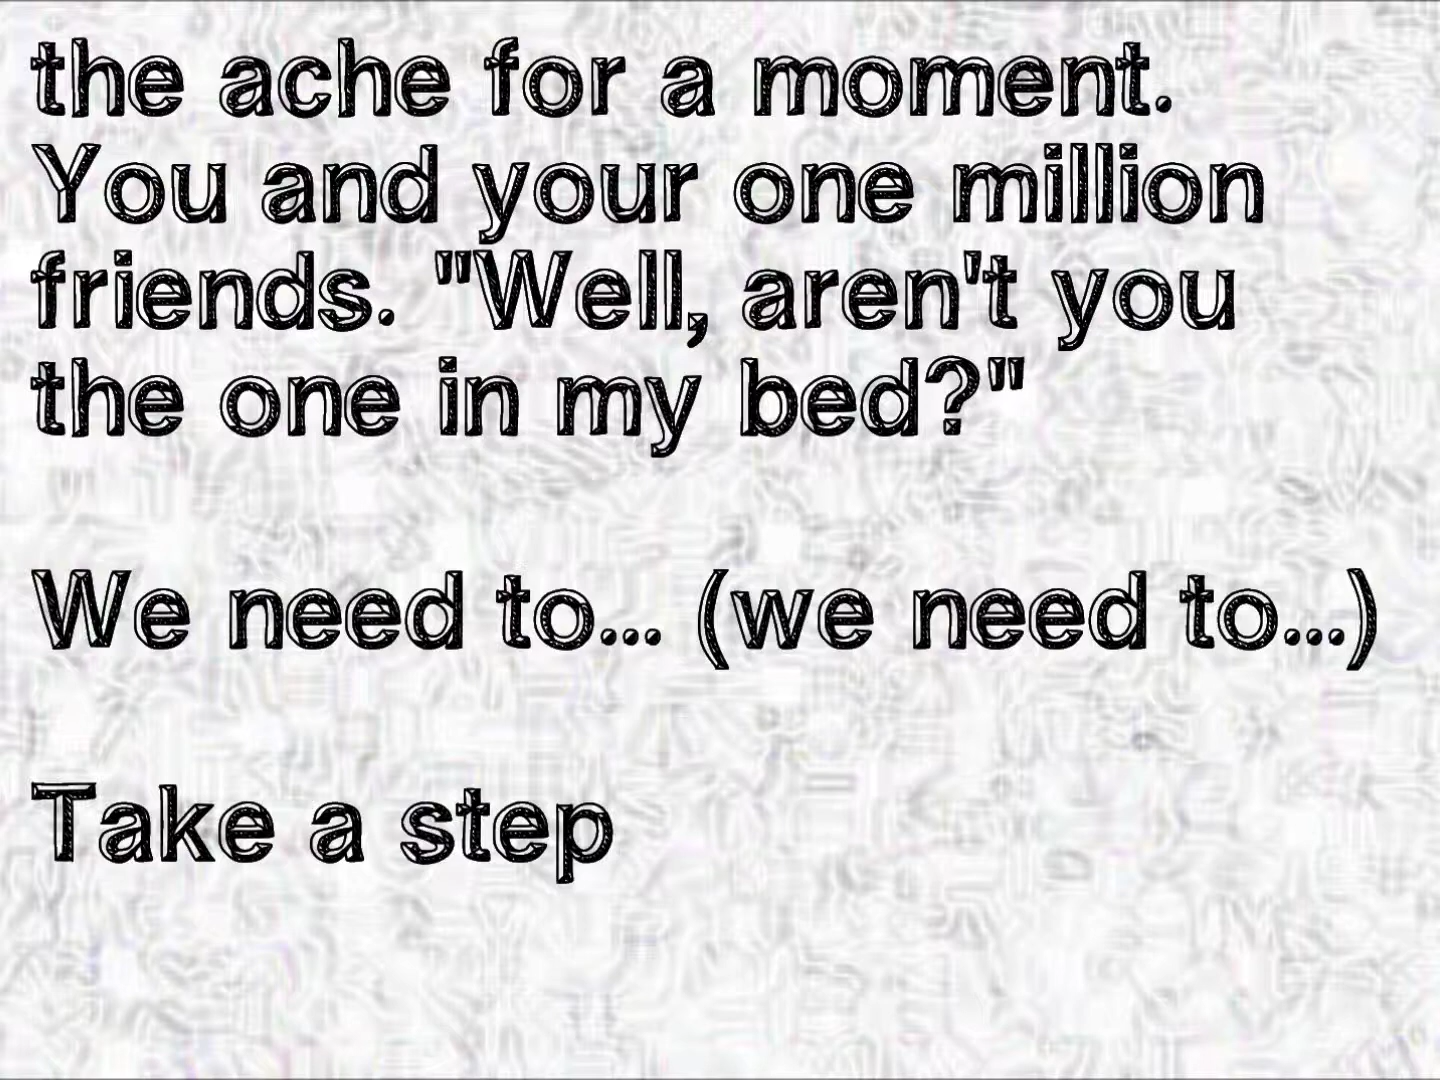 the ache for a moment.
You and your one million
friends. "Well, aren't you
the one in my bed?"
We need to... (we need to...)
Take a step